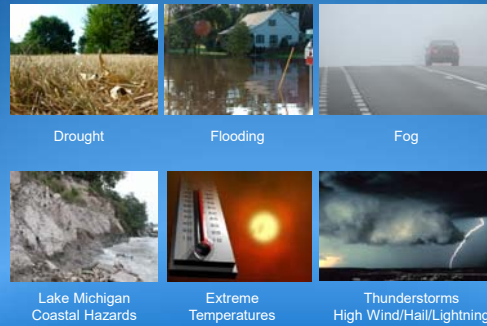 Drought
Flooding
Fog
Lake Michigan
Coastal Hazards
Extreme
Temperatures
Thunderstorms
High Wind/Hail/Lightning